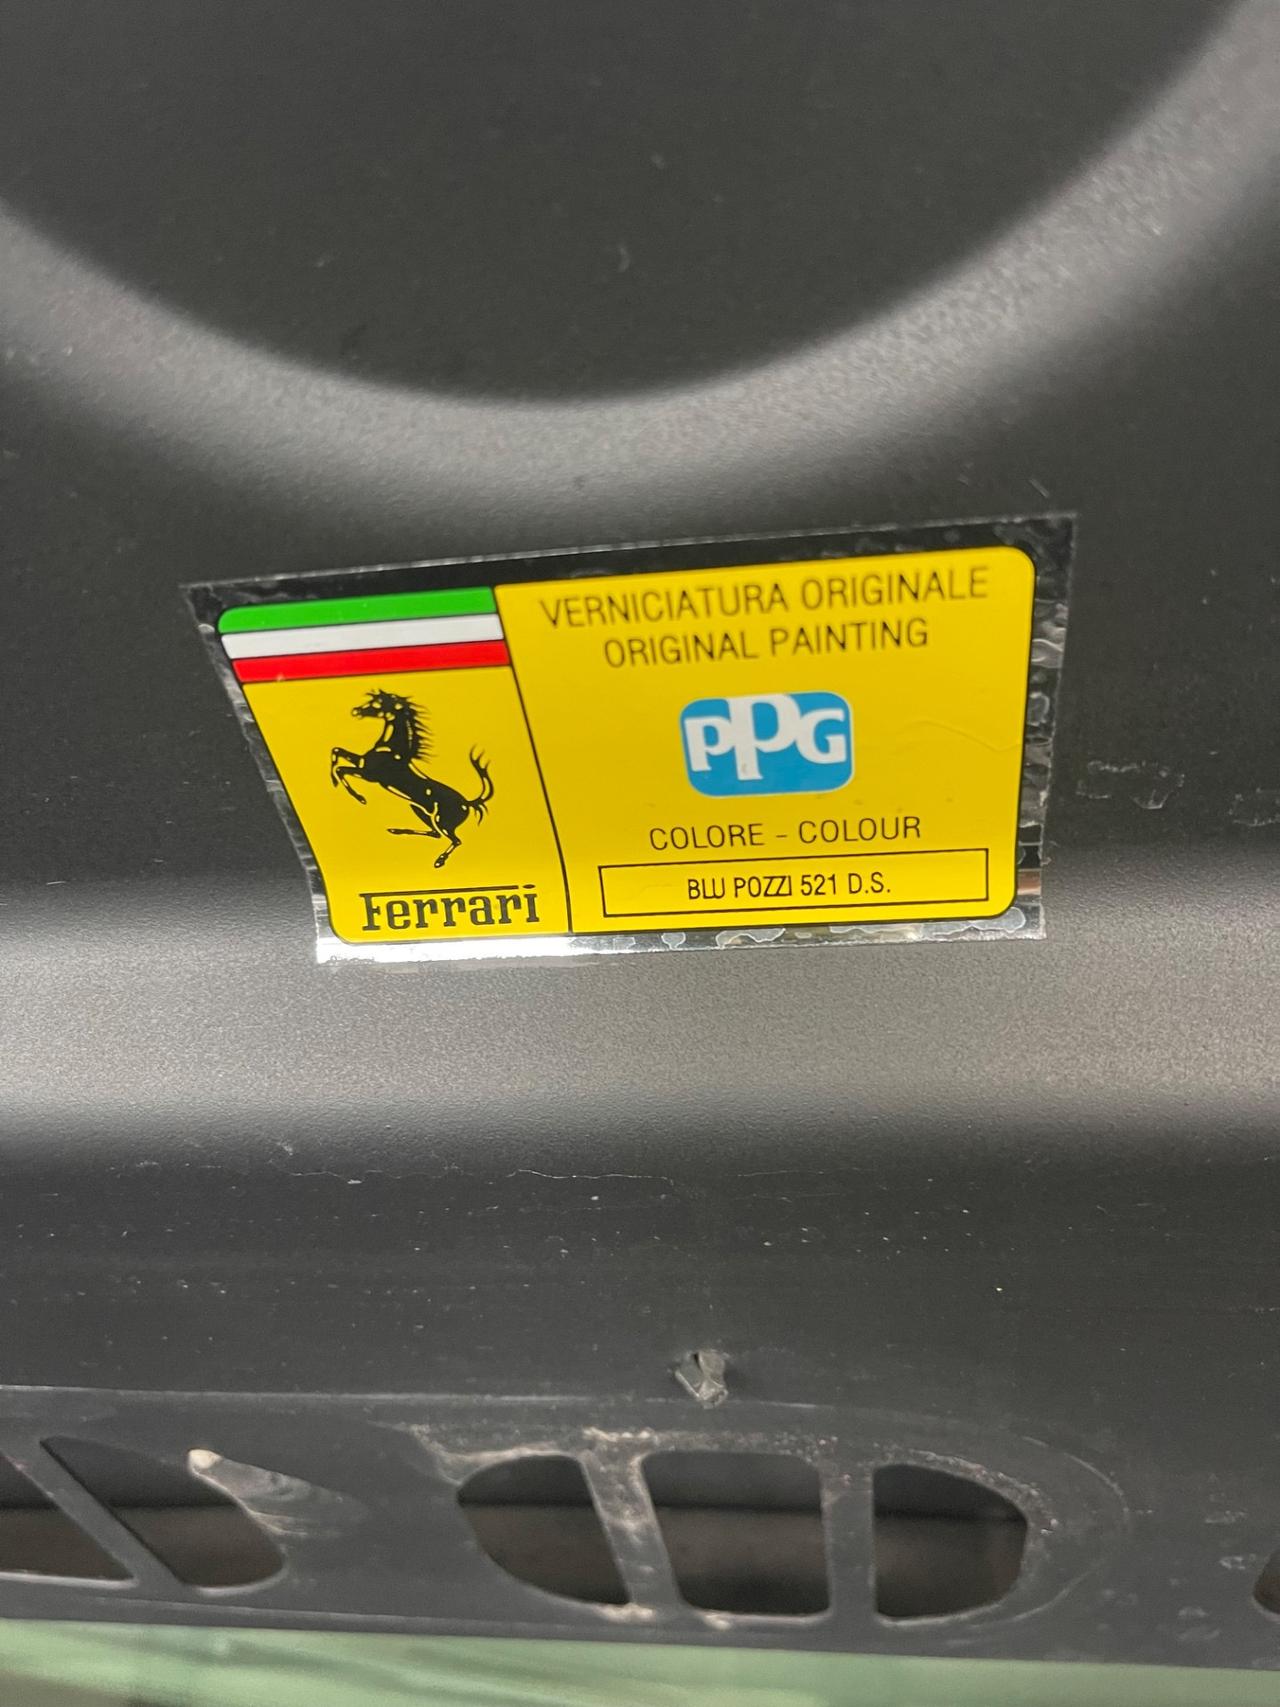 VERNICIATURA ORIGINALE
ORIGINAL PAINTING
PPG
COLORE - COLOUR
BLU POZZI 521 D.S.
Ferrari